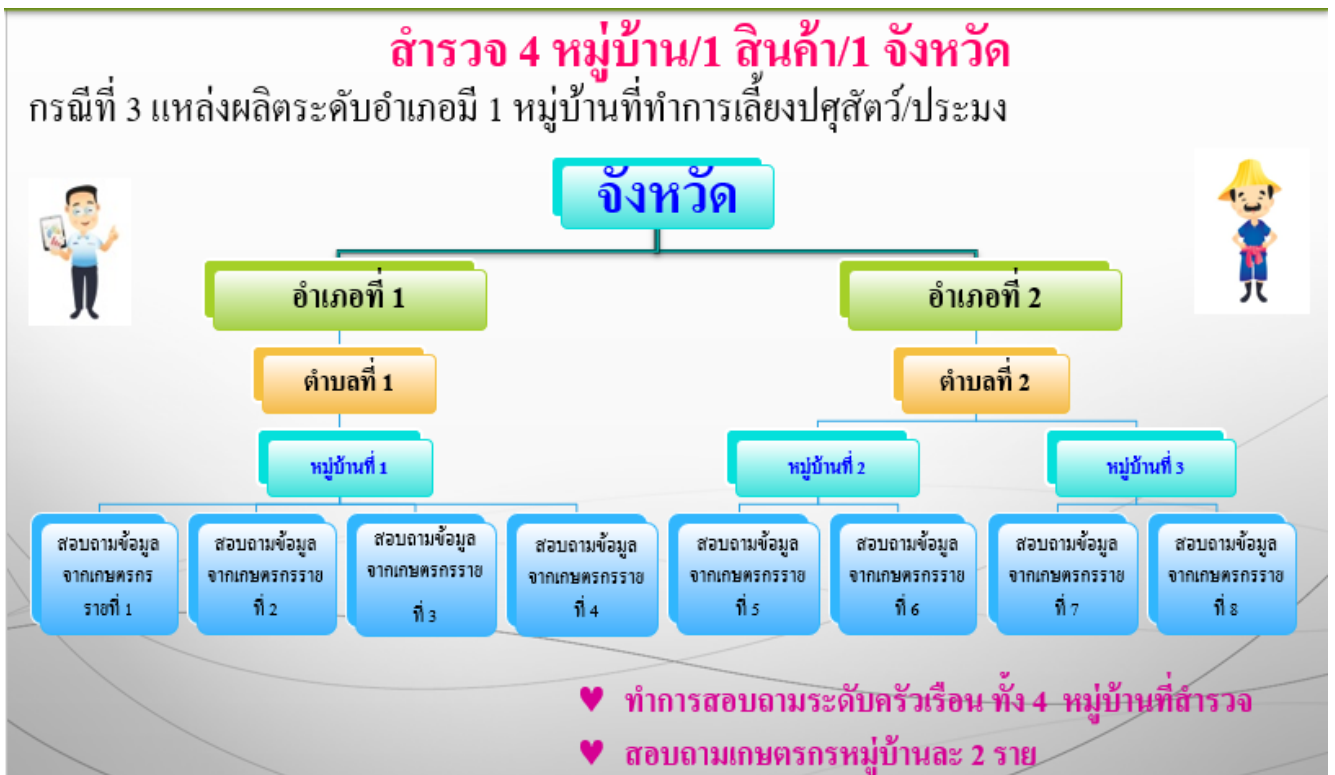 สำรวจ 4 หมู่บ้าน/1 สินค้า/1 จังหวัด
กรณีที่ 3 แหล่งผลิตระดับอำเภอมี 1 หมู่บ้านที่ทำการเลี้ยงปศุสัตว์/ประมง
จังหวัด
อำเภอที่ 1
อำเภอที่ 2
ตำบลที่ 1
ตำบลที่ 2
หมู่บ้านที่ 1
หมู่บ้านที่ 2
หมู่บ้านที่ 3
สอบถามข้อมูล
จากเกษตรกร
รายที่ 1
สอบถามข้อมูล
จากเกษตรกรราย
ที่ 2
สอบถามข้อมูล
จากเกษตรกรราย
ที่ 3
สอบถามข้อมูล
จากเกษตรกรราย
ที่ 4
สอบถามข้อมูล
จากเกษตรกรราย
ที่ 5
สอบถามข้อมูล
จากเกษตรกรราย
ที่ 6
สอบถามข้อมูล
จากเกษตรกรราย
ที่ 7
สอบถามข้อมูล
จากเกษตรกรราย
ที่ 8
♥ ทำการสอบถามระดับครัวเรือน ทั้ง 4 หมู่บ้านที่สำรวจ
♥ สอบถามเกษตรกรหมู่บ้านละ 2 ราย